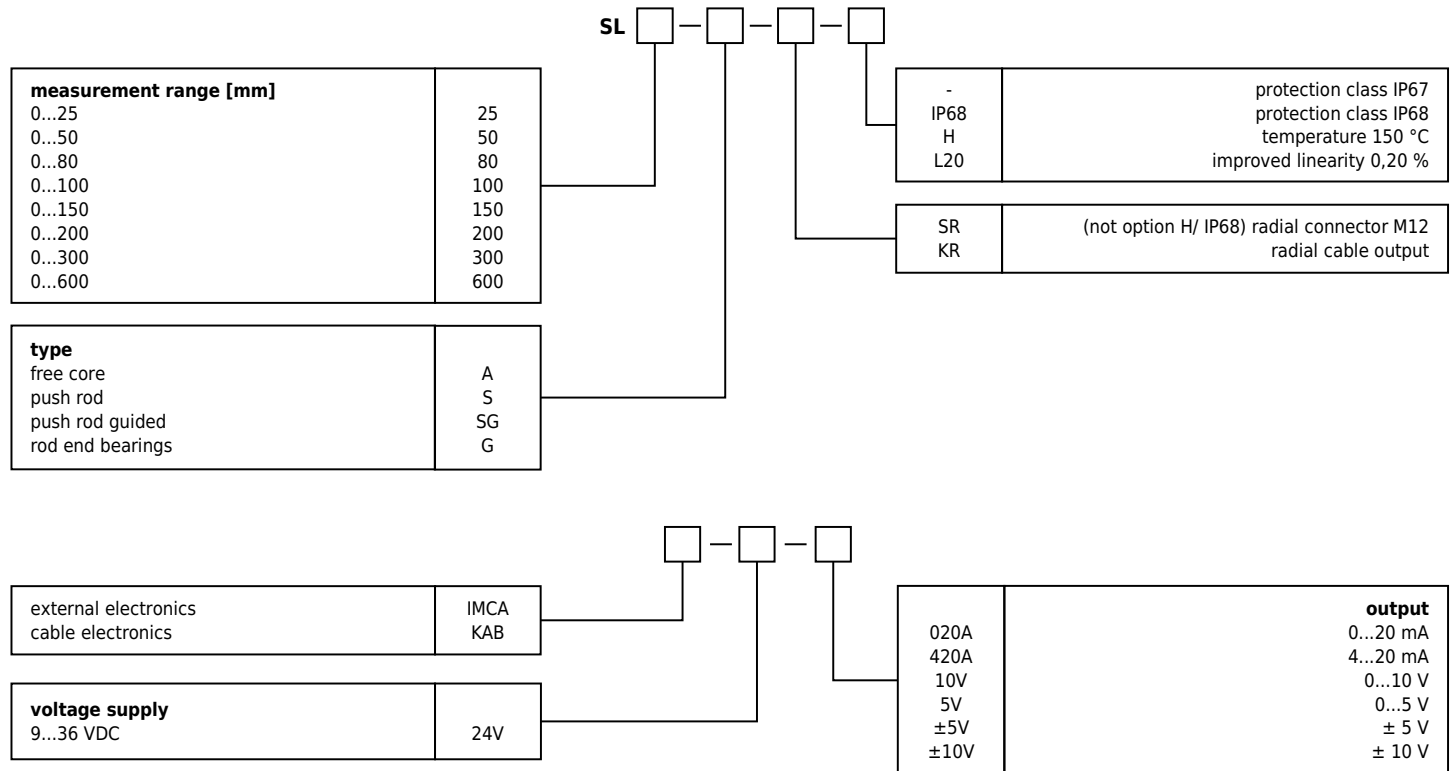 SL — — —
measurement range [mm]
0...25 25
0...50 50
0...80 80
0...100 100
0...150 150
0...200 200
0...300 300
0...600 600
- protection class IP67
IP68 protection class IP68
H temperature 150 °C
L20 improved linearity 0,20 %
SR (not option H/ IP68) radial connector M12
KR radial cable output
type
free core A
push rod S
push rod guided SG
rod end bearings G
— —
external electronics IMCA
cable electronics KAB
voltage supply
9...36 VDC 24V
output
020A 0...20 mA
420A 4...20 mA
10V 0...10 V
5V 0...5 V
±5V ± 5 V
±10V ± 10 V